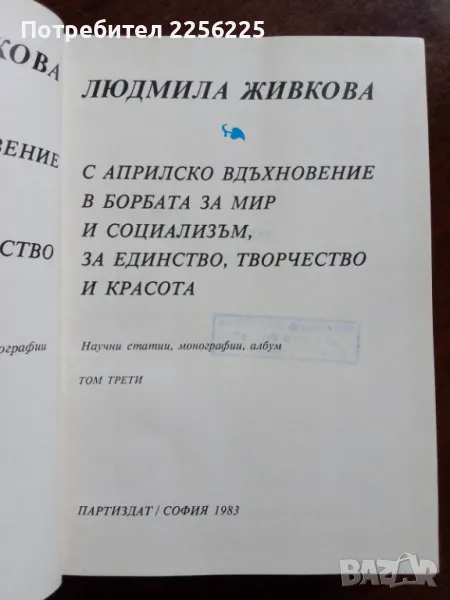 Потребител 2256225
КОВА
ЛЮДМИЛА ЖИВКОВА
ВЕНИЕ
С АПРИЛСКО ВДЪХНОВЕНИЕ
В БОРБАТА ЗА МИР
И СОЦИАЛИЗЪМ,
СТВО
ЗА ЕДИНСТВО, ТВОРЧЕСТВО
И КРАСОТА
ографии
Научни статии, монографии, албум
ТОМ ТРЕТИ
ПАРТИЗДАТ / СОФИЯ 1983
bazar